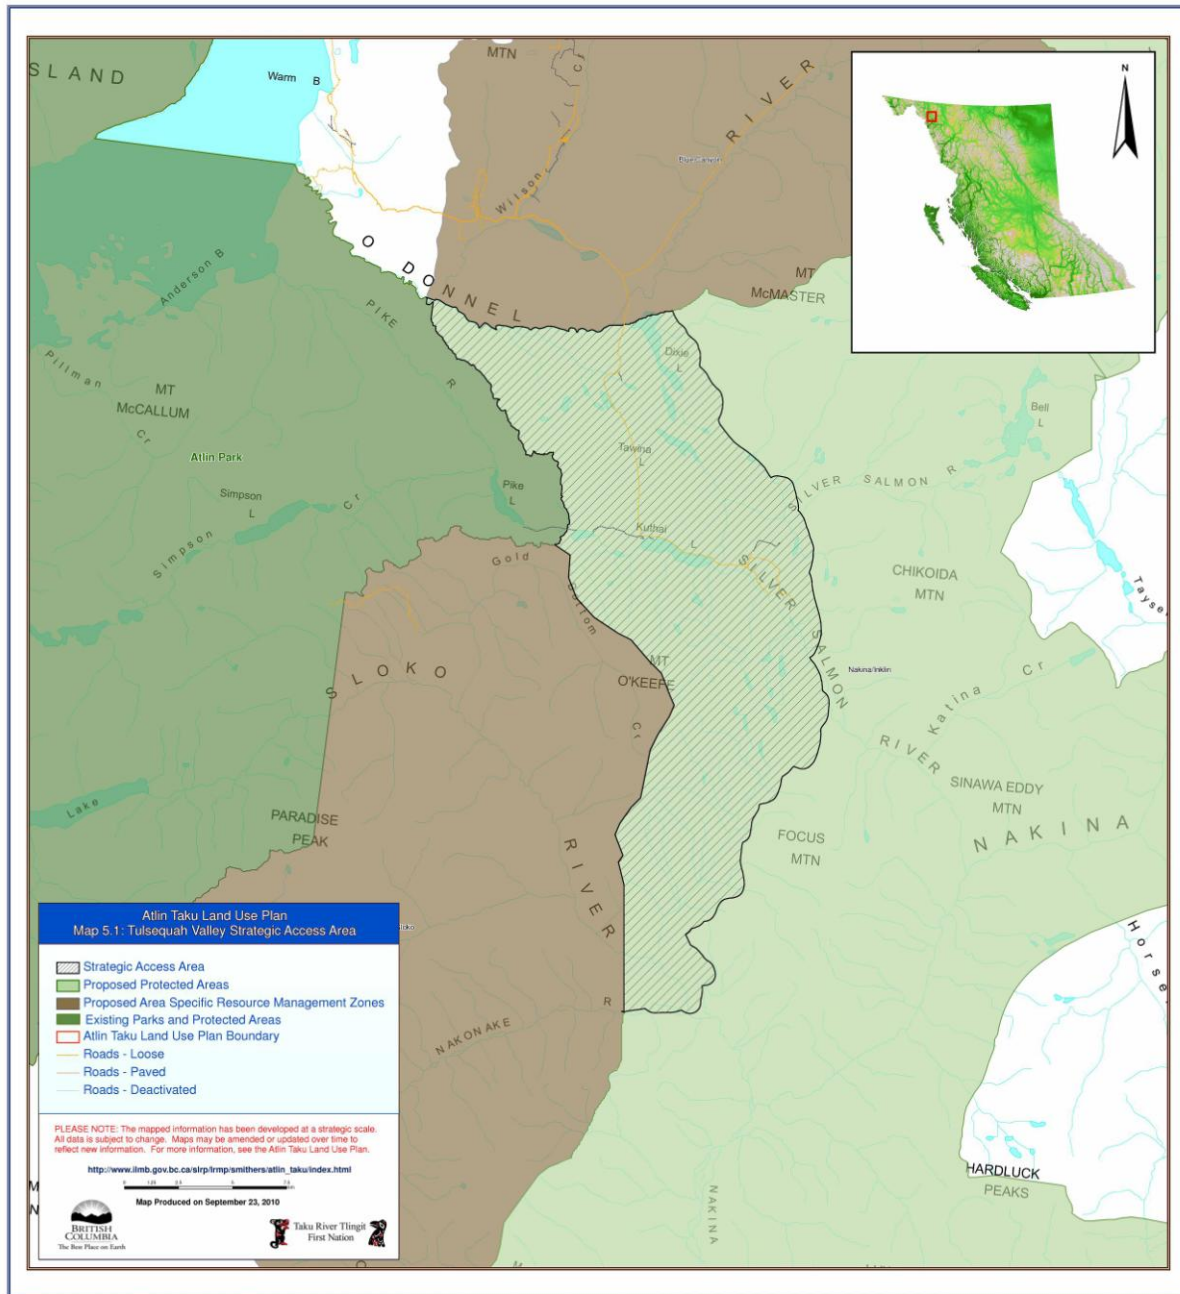 ISLAND
Warm B
MTN
Wilson Cr
RIVER
N
O DONNEL
MT
McMASTER
Anderson B
PIKE R
Dixie
L
Pillman Cr
MT
McCALLUM
Bell
L
Atlin Park
Tawina
L
SILVER SALMON R
Simpson
L
Pike
L
Simpson Cr
Kuthai L
Gold Bottom Cr
SILVER SALMON RIVER
CHIKOIDA
MTN
SLOKO RIVER
MT
O'KEEFE
Nakina/Inklin
Katina Cr
SINAWA EDDY
MTN
Lake
PARADISE
PEAK
FOCUS
MTN
NAKINA
NAKONAKE R
HARDLUCK
PEAKS
NAKINA
Atlin Taku Land Use Plan
Map 5.1: Tulsequah Valley Strategic Access Area
Strategic Access Area
Proposed Protected Areas
Proposed Area Specific Resource Management Zones
Existing Parks and Protected Areas
Atlin Taku Land Use Plan Boundary
Roads - Loose
Roads - Paved
Roads - Deactivated
PLEASE NOTE: The mapped information has been developed at a strategic scale.
All data is subject to change. Maps may be amended or updated over time to
reflect new information. For more information, see the Atlin Taku Land Use Plan.
http://www.ilmb.gov.bc.ca/slrp/lrmp/smithers/atlin_taku/index.html
Map Produced on September 23, 2010
BRITISH
COLUMBIA
The Best Place on Earth
Taku River Tlingit
First Nation